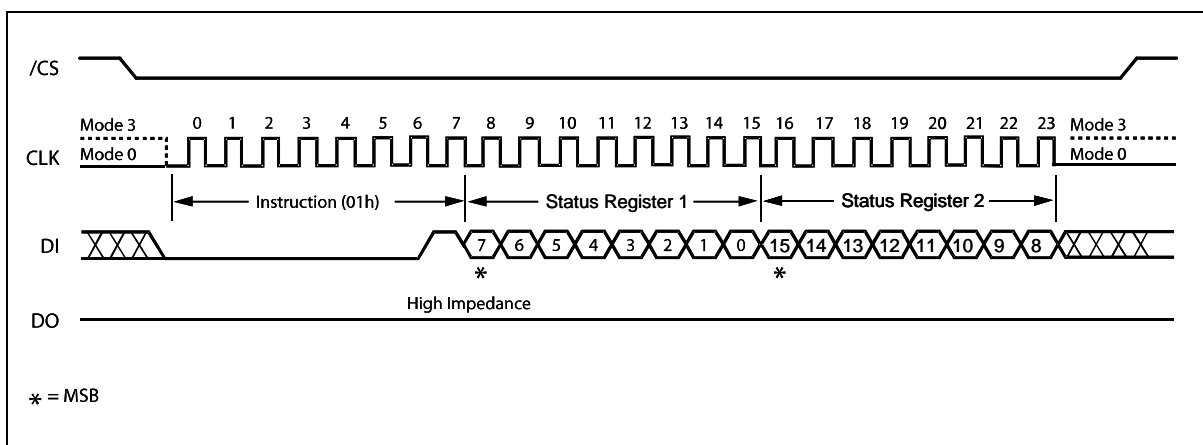 /CS
Mode 3
0 1 2 3 4 5 6 7 8 9 10 11 12 13 14 15 16 17 18 19 20 21 22 23
Mode 3
CLK
Mode 0
Mode 0
Instruction (01h)
Status Register 1
Status Register 2
DI
7 6 5 4 3 2 1 0 15 14 13 12 11 10 9 8
* *
High Impedance
DO
* = MSB